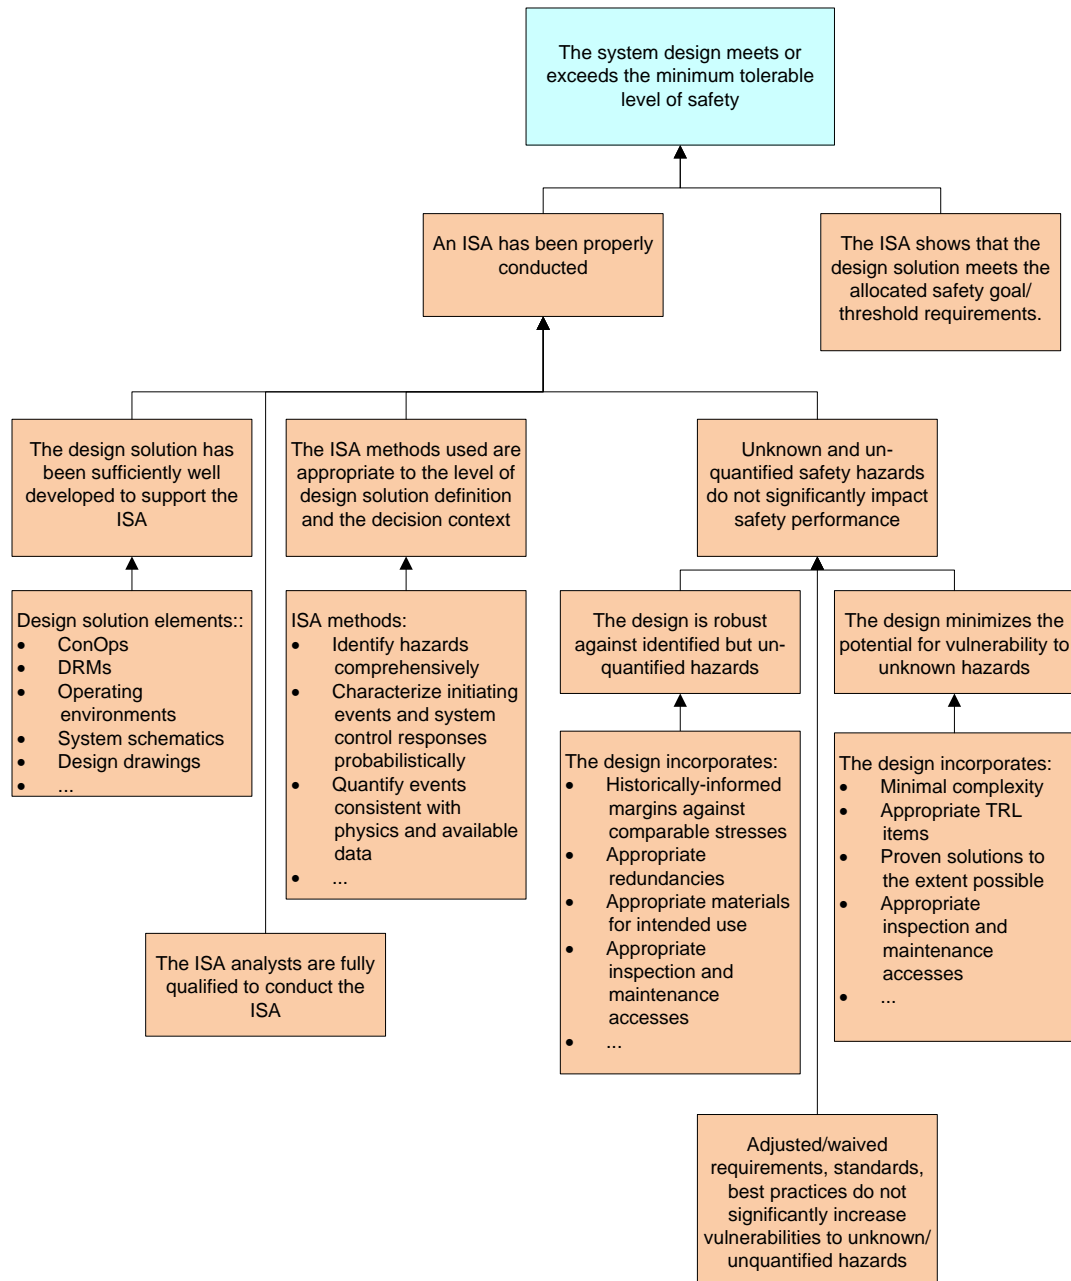 The system design meets or
exceeds the minimum tolerable
level of safety
An ISA has been properly
conducted
The ISA shows that the
design solution meets the
allocated safety goal/
threshold requirements.
The design solution has
been sufficiently well
developed to support the
ISA
The ISA methods used are
appropriate to the level of
design solution definition
and the decision context
Unknown and un-
quantified safety hazards
do not significantly impact
safety performance
Design solution elements::
• ConOps
• DRMs
• Operating
environments
• System schematics
• Design drawings
• ...
ISA methods:
• Identify hazards
comprehensively
• Characterize initiating
events and system
control responses
probabilistically
• Quantify events
consistent with
physics and available
data
• ...
The design is robust
against identified but un-
quantified hazards
The design minimizes the
potential for vulnerability to
unknown hazards
The design incorporates:
• Historically-informed
margins against
comparable stresses
• Appropriate
redundancies
• Appropriate materials
for intended use
• Appropriate
inspection and
maintenance
accesses
• ...
The design incorporates:
• Minimal complexity
• Appropriate TRL
items
• Proven solutions to
the extent possible
• Appropriate
inspection and
maintenance
accesses
• ...
The ISA analysts are fully
qualified to conduct the
ISA
Adjusted/waived
requirements, standards,
best practices do not
significantly increase
vulnerabilities to unknown/
unquantified hazards